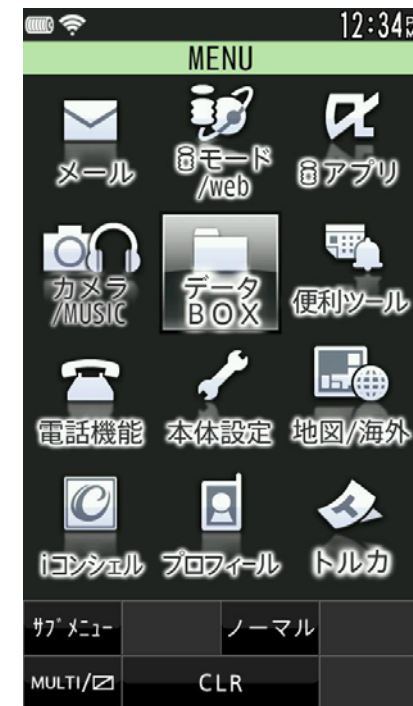 12:34
MENU
メール
iモード
/web
iアプリ
カメラ
/MUSIC
データ
BOX
便利ツール
電話機能
本体設定
地図/海外
iコンシェル
プロフィール
トルカ
ｻﾌﾞﾒﾆｭｰ
ノーマル
MULTI/
CLR